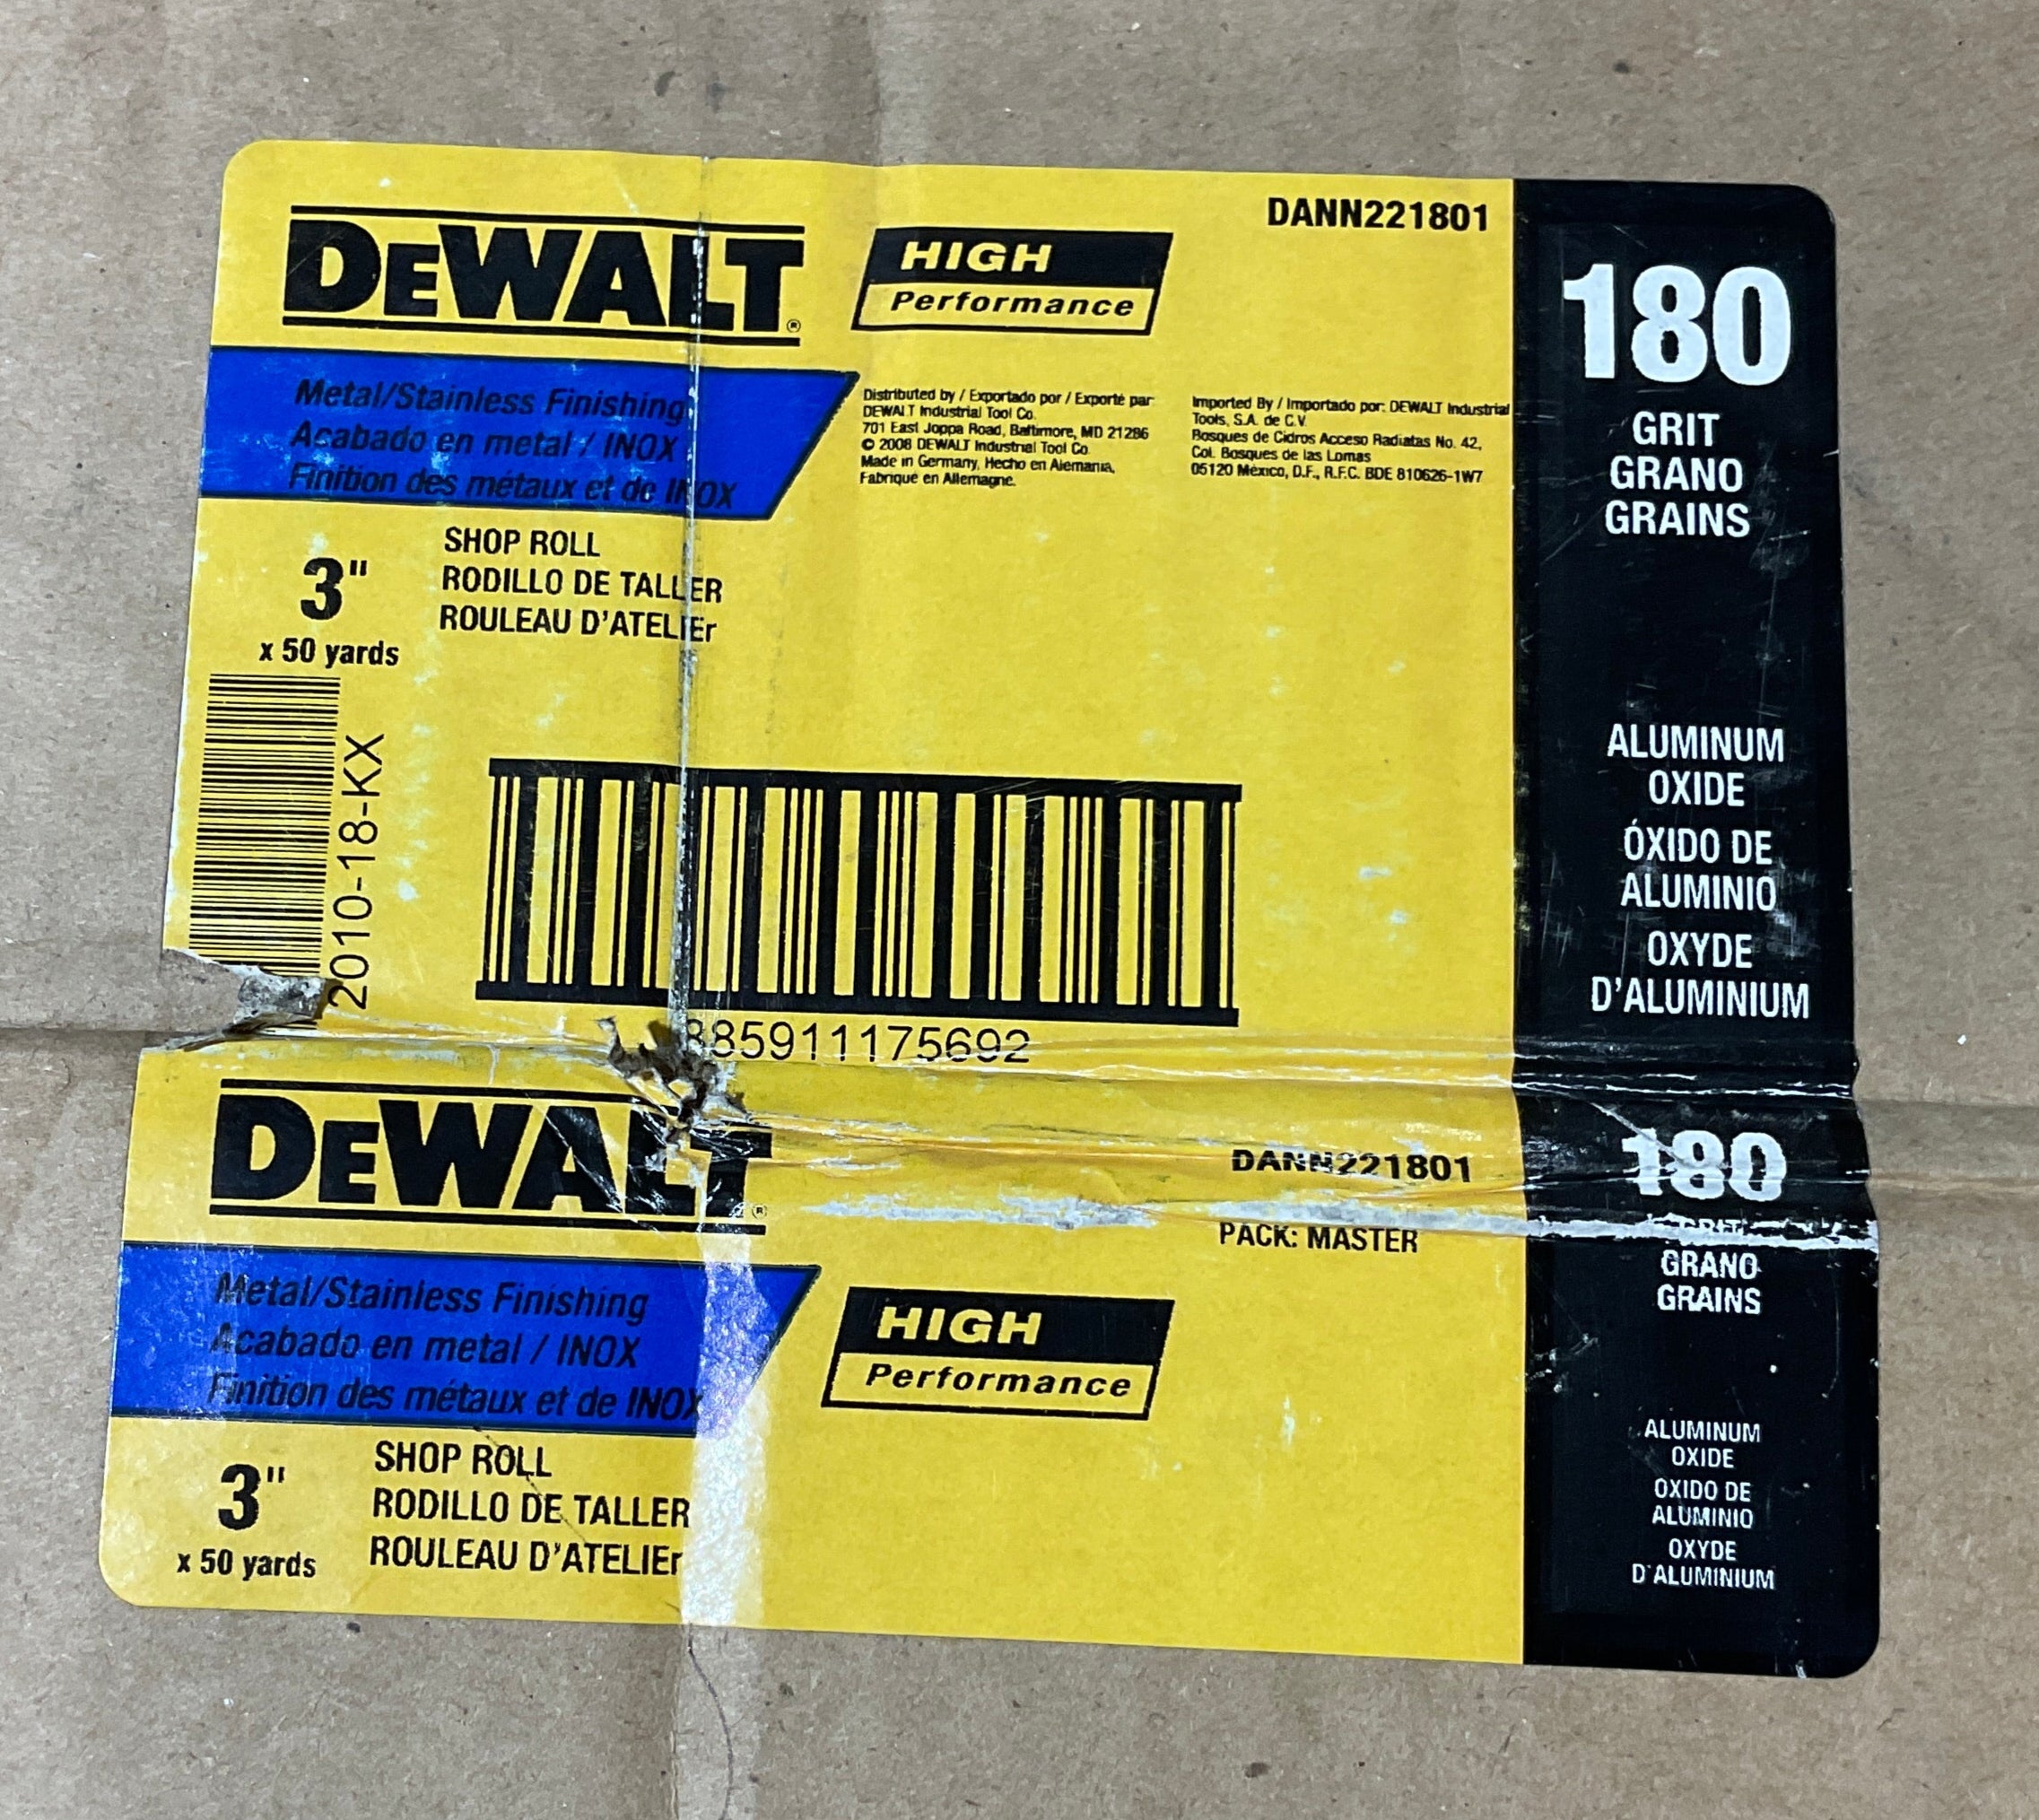 DEWALT®
HIGH
Performance
DANN221801
180
GRIT
GRANO
GRAINS
Metal/Stainless Finishing
Acabado en metal / INOX
Finition des métaux et de INOX
Distributed by / Exportado por / Exporté par
DEWALT Industrial Tool Co.
701 East Joppa Road, Baltimore, MD 21286
© 2008 DEWALT Industrial Tool Co.
Made in Germany, Hecho en Alemania,
Fabriqué en Allemagne.
Imported By / Importado por: DEWALT Industrial
Tools, S.A. de C.V.
Bosques de Cidros Acceso Radiatas No. 42,
Col. Bosques de las Lomas
05120 México, D.F., R.F.C. BDE 810626-1W7
3"
x 50 yards
SHOP ROLL
RODILLO DE TALLER
ROULEAU D'ATELIEr
2010-18-KX
885911175692
ALUMINUM
OXIDE
ÓXIDO DE
ALUMINIO
OXYDE
D'ALUMINIUM
DEWALT®
DANN221801
PACK: MASTER
180
GRIT
GRANO
GRAINS
Metal/Stainless Finishing
Acabado en metal / INOX
Finition des métaux et de INOX
HIGH
Performance
3"
x 50 yards
SHOP ROLL
RODILLO DE TALLER
ROULEAU D'ATELIEr
ALUMINUM
OXIDE
OXIDO DE
ALUMINIO
OXYDE
D'ALUMINIUM